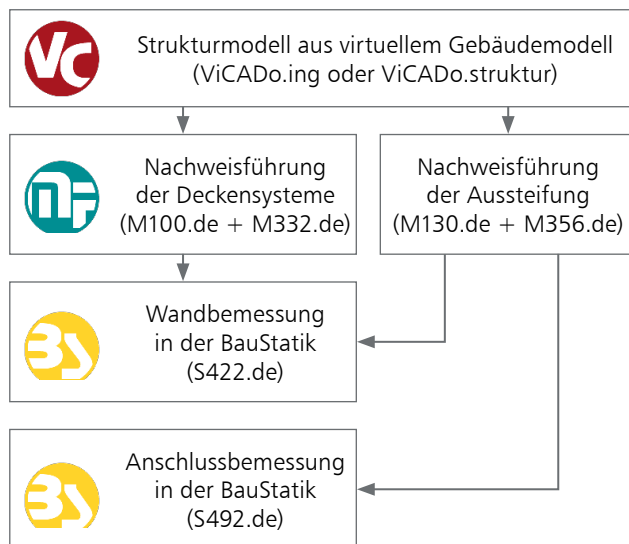 VC
Strukturmodell aus virtuellem Gebäudemodell
(ViCADo.ing oder ViCADo.struktur)
Nachweisführung
der Deckensysteme
(M100.de + M332.de)
Nachweisführung
der Aussteifung
(M130.de + M356.de)
Wandbemessung
in der BauStatik
(S422.de)
Anschlussbemessung
in der BauStatik
(S492.de)